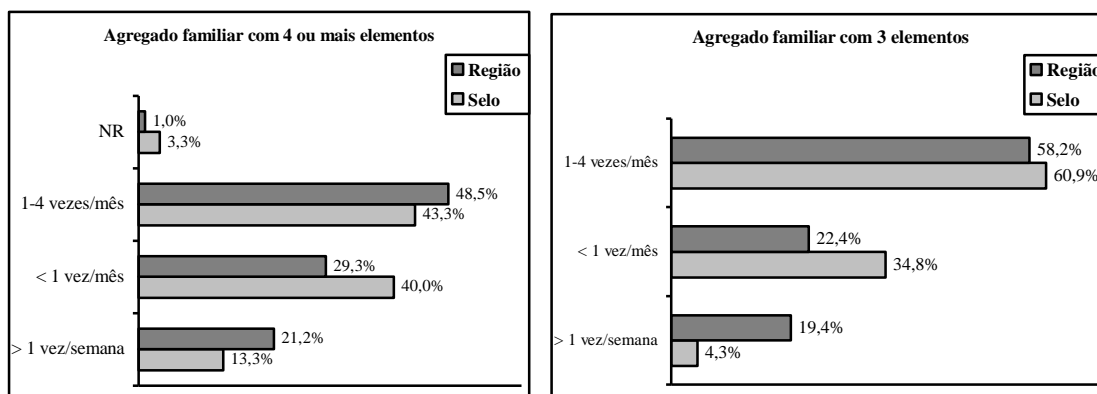 Agregado familiar com 4 ou mais elementos
Região
Selo
NR
1,0%
3,3%
1-4 vezes/mês
48,5%
43,3%
< 1 vez/mês
29,3%
40,0%
> 1 vez/semana
21,2%
13,3%
Agregado familiar com 3 elementos
Região
Selo
1-4 vezes/mês
58,2%
60,9%
< 1 vez/mês
22,4%
34,8%
> 1 vez/semana
19,4%
4,3%